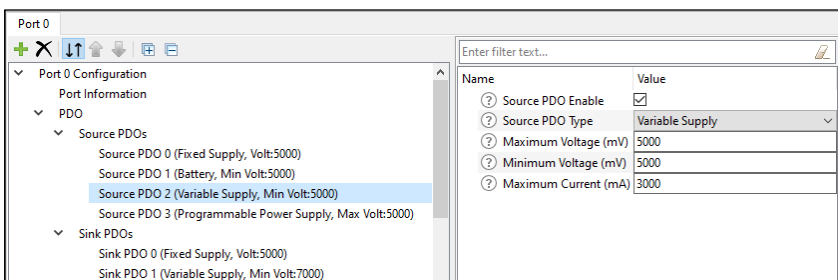 Port 0
Port 0 Configuration
Port Information
PDO
Source PDOs
Source PDO 0 (Fixed Supply, Volt:5000)
Source PDO 1 (Battery, Min Volt:5000)
Source PDO 2 (Variable Supply, Min Volt:5000)
Source PDO 3 (Programmable Power Supply, Max Volt:5000)
Sink PDOs
Sink PDO 0 (Fixed Supply, Volt:5000)
Sink PDO 1 (Variable Supply, Min Volt:7000)
Enter filter text...
Name Value
? Source PDO Enable
? Source PDO Type Variable Supply
? Maximum Voltage (mV) 5000
? Minimum Voltage (mV) 5000
? Maximum Current (mA) 3000